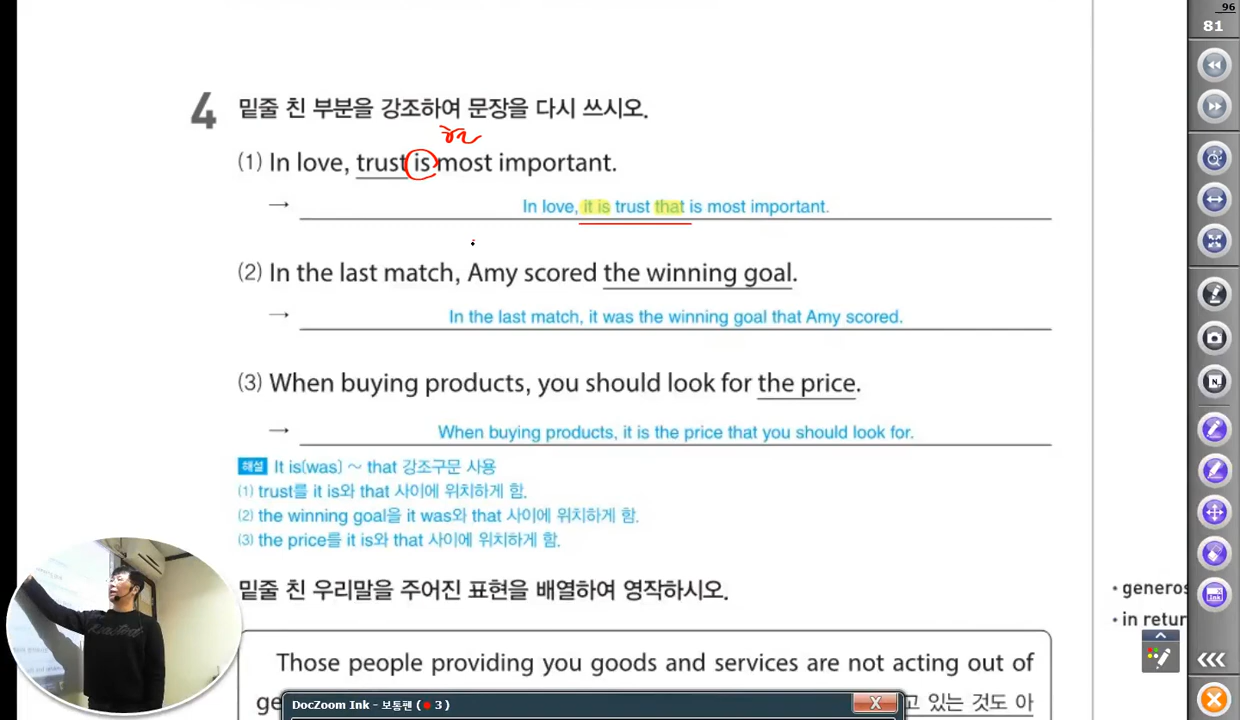 96
81
4 밑줄 친 부분을 강조하여 문장을 다시 쓰시오.
현
(1) In love, trust is most important.
→ In love, it is trust that is most important.
(2) In the last match, Amy scored the winning goal.
→ In the last match, it was the winning goal that Amy scored.
(3) When buying products, you should look for the price.
→ When buying products, it is the price that you should look for.
해설 It is(was) ~ that 강조구문 사용
(1) trust를 it is와 that 사이에 위치하게 함.
(2) the winning goal을 it was와 that 사이에 위치하게 함.
(3) the price를 it is와 that 사이에 위치하게 함.
밑줄 친 우리말을 주어진 표현을 배열하여 영작하시오.
• generos
• in retur
Those people providing you goods and services are not acting out of
ge
고 있는 것도 아
DocZoom Ink - 보통펜 ( 3 )